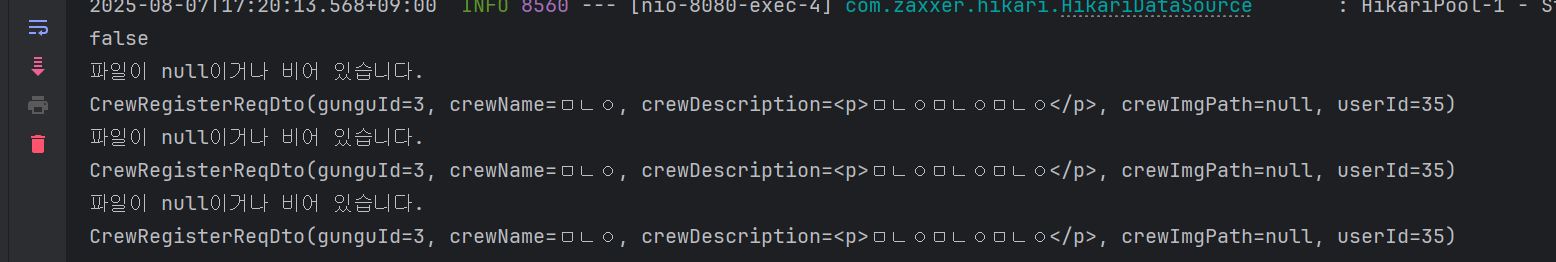 2025-08-07T17:20:13.568+09:00  INFO 8560 --- [nio-8080-exec-4] com.zaxxer.hikari.HikariDataSource       : HikariPool-1 - St
false
파일이 null이거나 비어 있습니다.
CrewRegisterReqDto(gunguId=3, crewName=ㅁㄴㅇ, crewDescription=<p>ㅁㄴㅇㅁㄴㅇㅁㄴㅇ</p>, crewImgPath=null, userId=35)
파일이 null이거나 비어 있습니다.
CrewRegisterReqDto(gunguId=3, crewName=ㅁㄴㅇ, crewDescription=<p>ㅁㄴㅇㅁㄴㅇㅁㄴㅇ</p>, crewImgPath=null, userId=35)
파일이 null이거나 비어 있습니다.
CrewRegisterReqDto(gunguId=3, crewName=ㅁㄴㅇ, crewDescription=<p>ㅁㄴㅇㅁㄴㅇㅁㄴㅇ</p>, crewImgPath=null, userId=35)